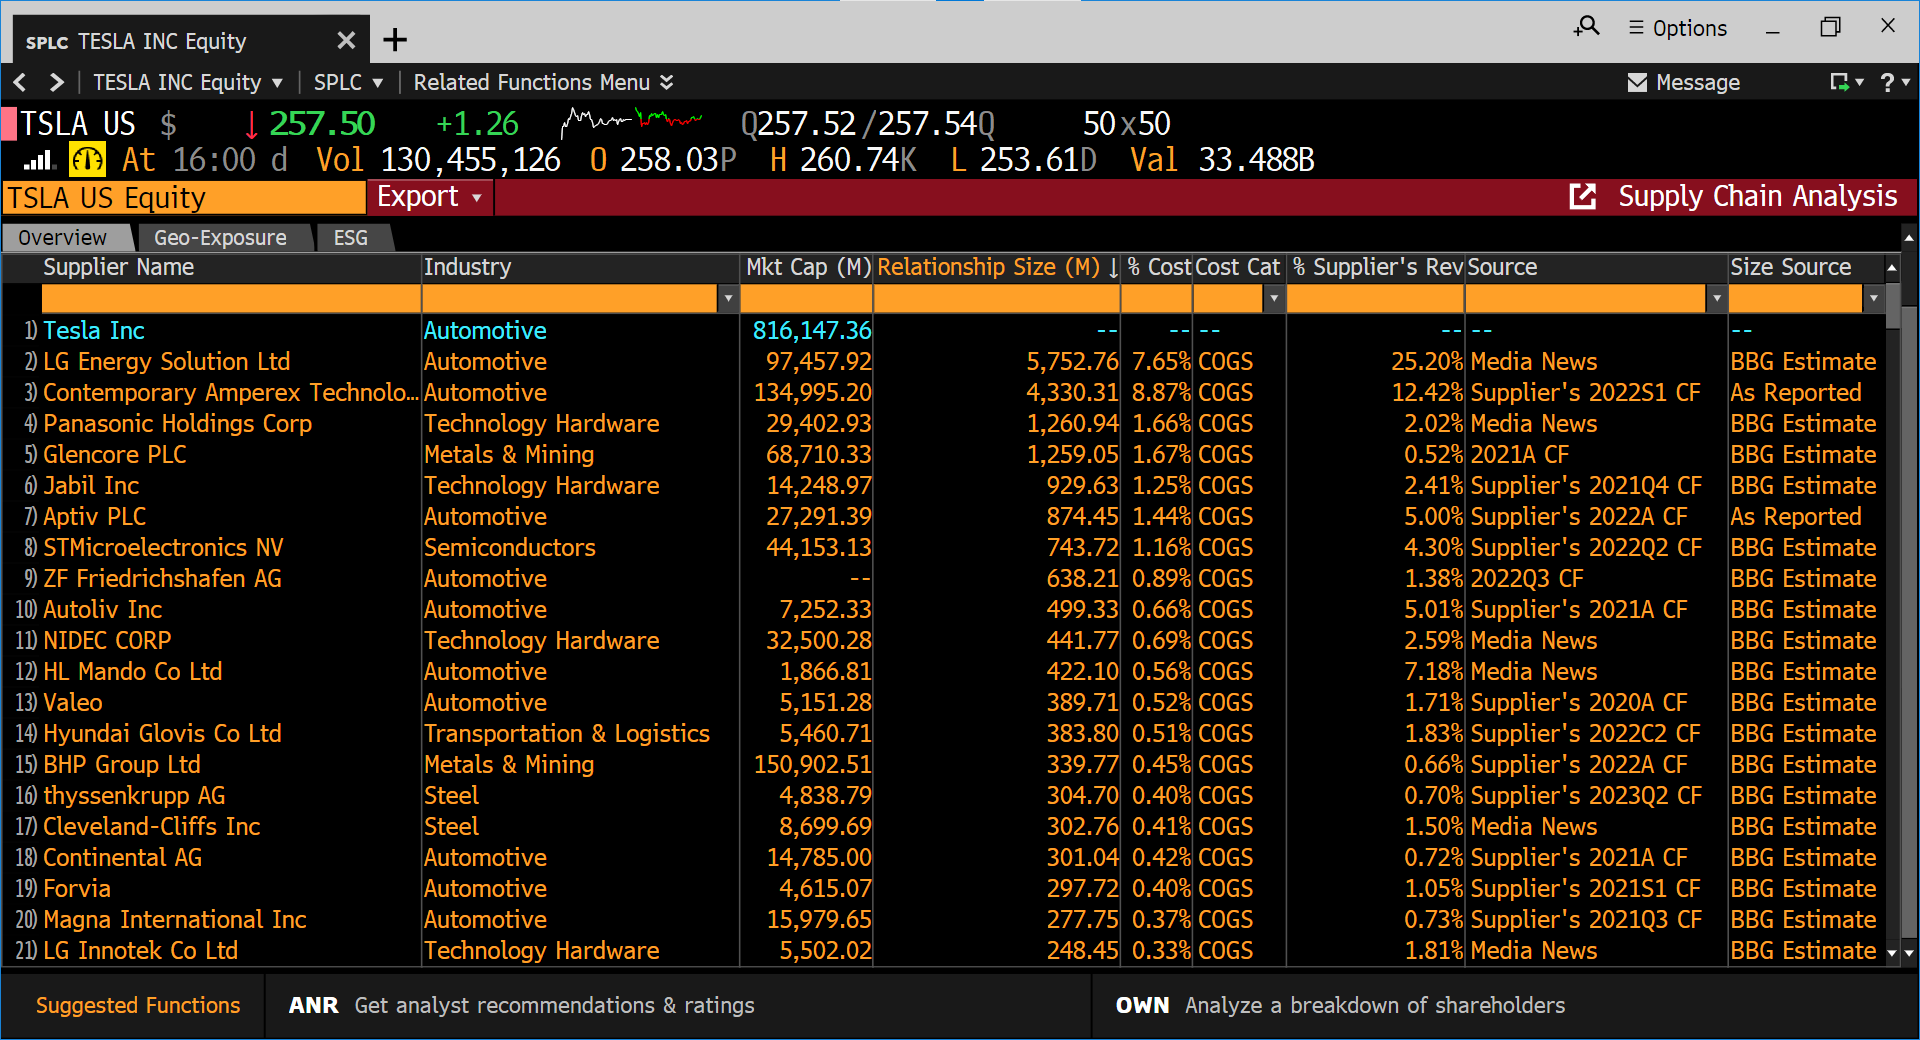 SPLC TESLA INC Equity
Options
TESLA INC Equity SPLC Related Functions Menu Message ?
TSLA US $ ↓ 257.50 +1.26 Q257.52 /257.54Q 50x50
At 16:00 d Vol 130,455,126 O 258.03P H 260.74K L 253.61D Val 33.488B
TSLA US Equity Export Supply Chain Analysis
Overview Geo-Exposure ESG
Supplier Name Industry Mkt Cap (M) Relationship Size (M) ↓ % Cost Cost Cat % Supplier's Rev Source Size Source
1) Tesla Inc Automotive 816,147.36 -- -- -- -- -- --
2) LG Energy Solution Ltd Automotive 97,457.92 5,752.76 7.65% COGS 25.20% Media News BBG Estimate
3) Contemporary Amperex Technolo... Automotive 134,995.20 4,330.31 8.87% COGS 12.42% Supplier's 2022S1 CF As Reported
4) Panasonic Holdings Corp Technology Hardware 29,402.93 1,260.94 1.66% COGS 2.02% Media News BBG Estimate
5) Glencore PLC Metals & Mining 68,710.33 1,259.05 1.67% COGS 0.52% 2021A CF BBG Estimate
6) Jabil Inc Technology Hardware 14,248.97 929.63 1.25% COGS 2.41% Supplier's 2021Q4 CF BBG Estimate
7) Aptiv PLC Automotive 27,291.39 874.45 1.44% COGS 5.00% Supplier's 2022A CF As Reported
8) STMicroelectronics NV Semiconductors 44,153.13 743.72 1.16% COGS 4.30% Supplier's 2022Q2 CF BBG Estimate
9) ZF Friedrichshafen AG Automotive -- 638.21 0.89% COGS 1.38% 2022Q3 CF BBG Estimate
10) Autoliv Inc Automotive 7,252.33 499.33 0.66% COGS 5.01% Supplier's 2021A CF BBG Estimate
11) NIDEC CORP Technology Hardware 32,500.28 441.77 0.69% COGS 2.59% Media News BBG Estimate
12) HL Mando Co Ltd Automotive 1,866.81 422.10 0.56% COGS 7.18% Media News BBG Estimate
13) Valeo Automotive 5,151.28 389.71 0.52% COGS 1.71% Supplier's 2020A CF BBG Estimate
14) Hyundai Glovis Co Ltd Transportation & Logistics 5,460.71 383.80 0.51% COGS 1.83% Supplier's 2022C2 CF BBG Estimate
15) BHP Group Ltd Metals & Mining 150,902.51 339.77 0.45% COGS 0.66% Supplier's 2022A CF BBG Estimate
16) thyssenkrupp AG Steel 4,838.79 304.70 0.40% COGS 0.70% Supplier's 2023Q2 CF BBG Estimate
17) Cleveland-Cliffs Inc Steel 8,699.69 302.76 0.41% COGS 1.50% Media News BBG Estimate
18) Continental AG Automotive 14,785.00 301.04 0.42% COGS 0.72% Supplier's 2021A CF BBG Estimate
19) Forvia Automotive 4,615.07 297.72 0.40% COGS 1.05% Supplier's 2021S1 CF BBG Estimate
20) Magna International Inc Automotive 15,979.65 277.75 0.37% COGS 0.73% Supplier's 2021Q3 CF BBG Estimate
21) LG Innotek Co Ltd Technology Hardware 5,502.02 248.45 0.33% COGS 1.81% Media News BBG Estimate
Suggested Functions ANR Get analyst recommendations & ratings OWN Analyze a breakdown of shareholders